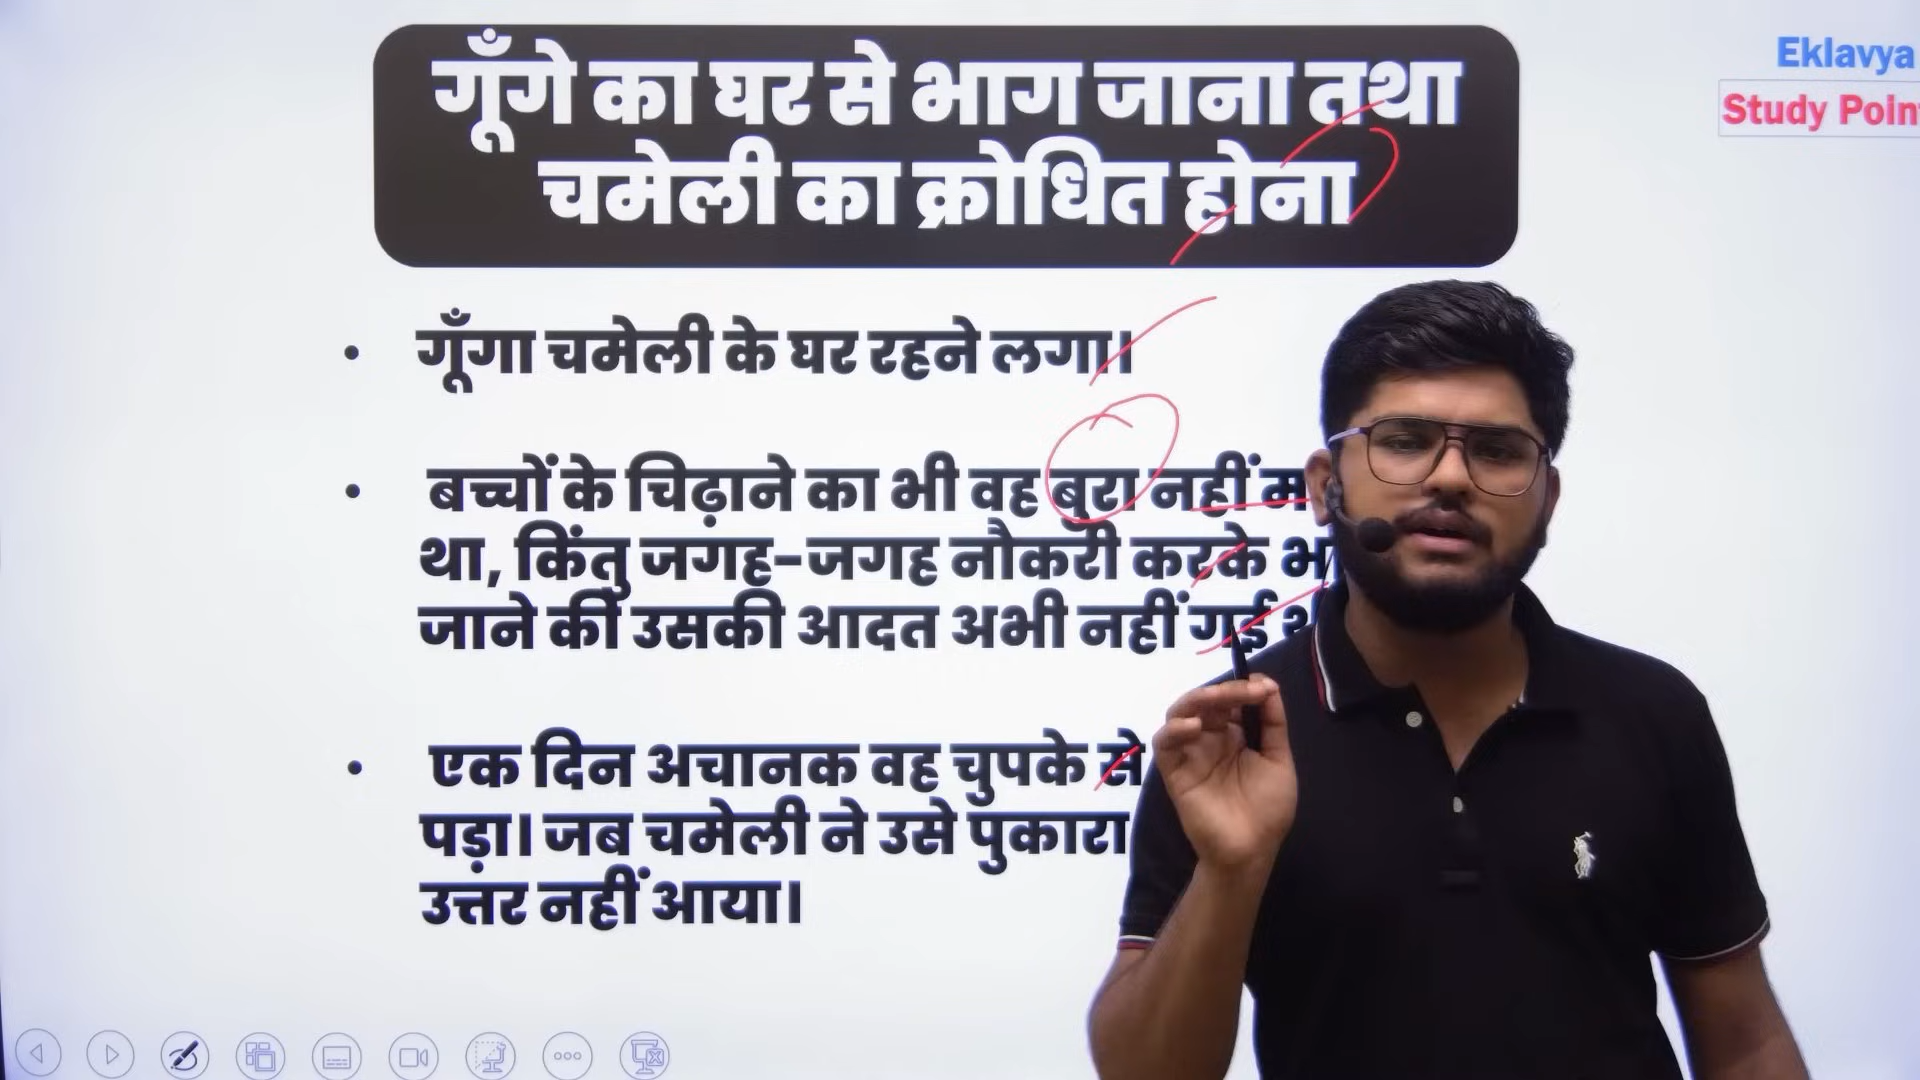 गूँगे का घर से भाग जाना तथा
चमेली का क्रोधित होना
Eklavya
Study Point
• गूँगा चमेली के घर रहने लगा।
• बच्चों के चिढ़ाने का भी वह बुरा नहीं
था, किंतु जगह-जगह नौकरी करके
जाने की उसकी आदत अभी नहीं गई
• एक दिन अचानक वह चुपके से
पड़ा। जब चमेली ने उसे पुकारा
उत्तर नहीं आया।